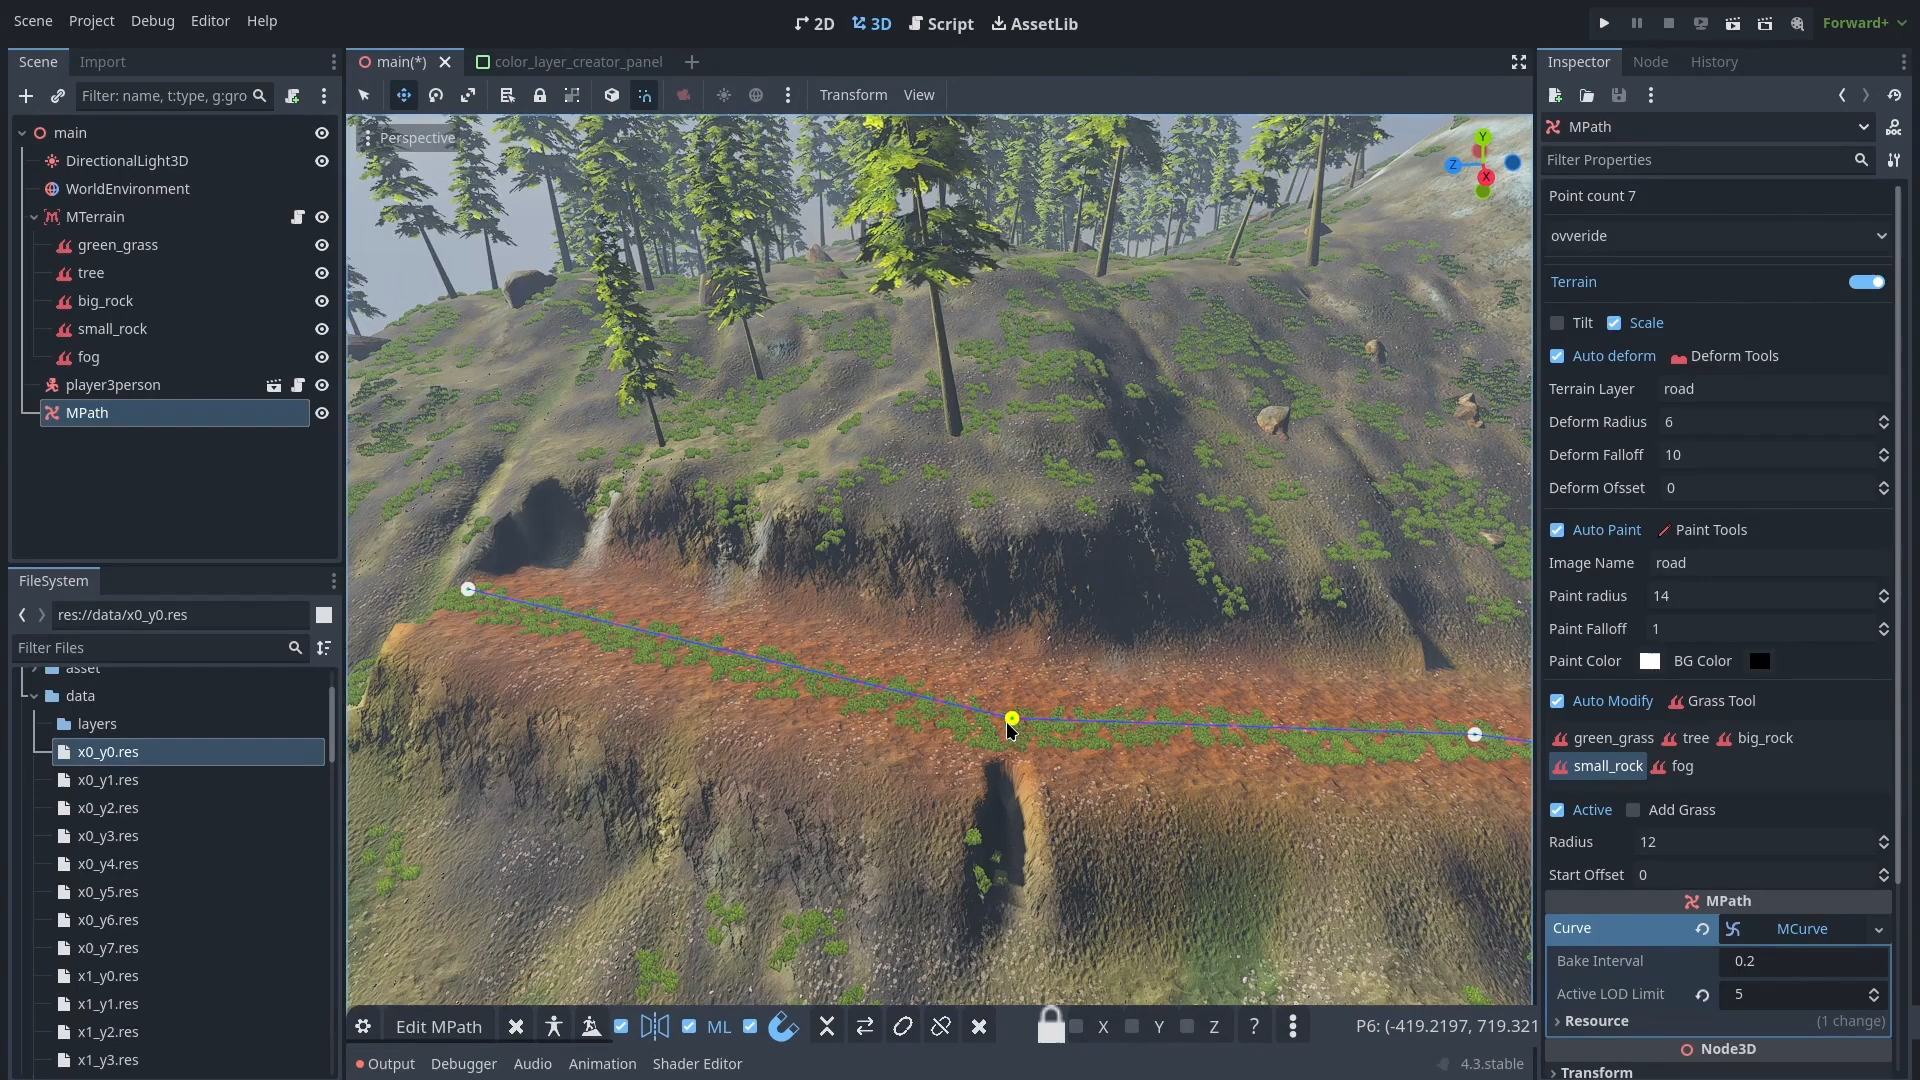 Scene Project Debug Editor Help
2D 3D Script AssetLib
Forward+
Scene Import
Filter: name, t:type, g:gro
main
DirectionalLight3D
WorldEnvironment
MTerrain
green_grass
tree
big_rock
small_rock
fog
player3person
MPath
FileSystem
res://data/x0_y0.res
Filter Files
asset
data
layers
x0_y0.res
x0_y1.res
x0_y2.res
x0_y3.res
x0_y4.res
x0_y5.res
x0_y6.res
x0_y7.res
x1_y0.res
x1_y1.res
x1_y2.res
x1_y3.res
main(*) color_layer_creator_panel
Transform View
Perspective
Y
Z
X
Edit MPath ML X Y Z ? P6: (-419.2197, 719.321
Output Debugger Audio Animation Shader Editor 4.3.stable
Inspector Node History
MPath
DOC
Filter Properties
Point count 7
ovveride
Terrain
Tilt Scale
Auto deform Deform Tools
Terrain Layer road
Deform Radius 6
Deform Falloff 10
Deform Ofsset 0
Auto Paint Paint Tools
Image Name road
Paint radius 14
Paint Falloff 1
Paint Color BG Color
Auto Modify Grass Tool
green_grass tree big_rock
small_rock fog
Active Add Grass
Radius 12
Start Offset 0
MPath
Curve MCurve
Bake Interval 0.2
Active LOD Limit 5
Resource (1 change)
Node3D
Transform